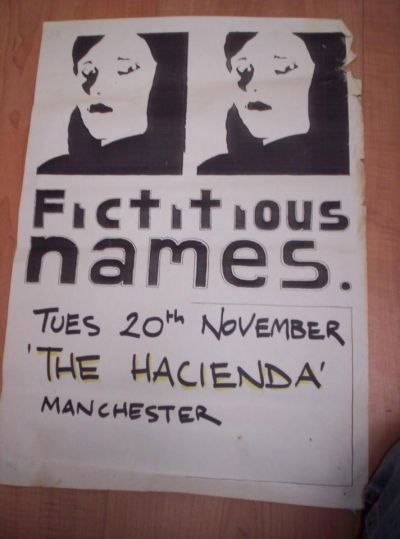 Fictitious
names.
TUES 20th NOVEMBER
'THE HACIENDA'
MANCHESTER